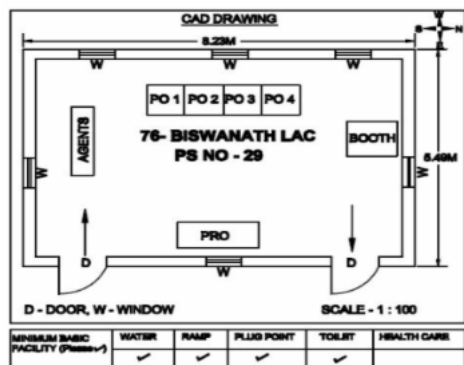 CAD DRAWING
W
S N
E
8.23M
W W W
PO 1 PO 2 PO 3 PO 4
AGENTS
76- BISWANATH LAC
PS NO - 29
BOOTH
5.49M
W W
PRO
D D
W
D - DOOR, W - WINDOW SCALE - 1 : 100
MINIMUM BASIC FACILITY (Please✓) WATER RAMP PLUG POINT TOILET HEALTH CARE
✓ ✓ ✓ ✓